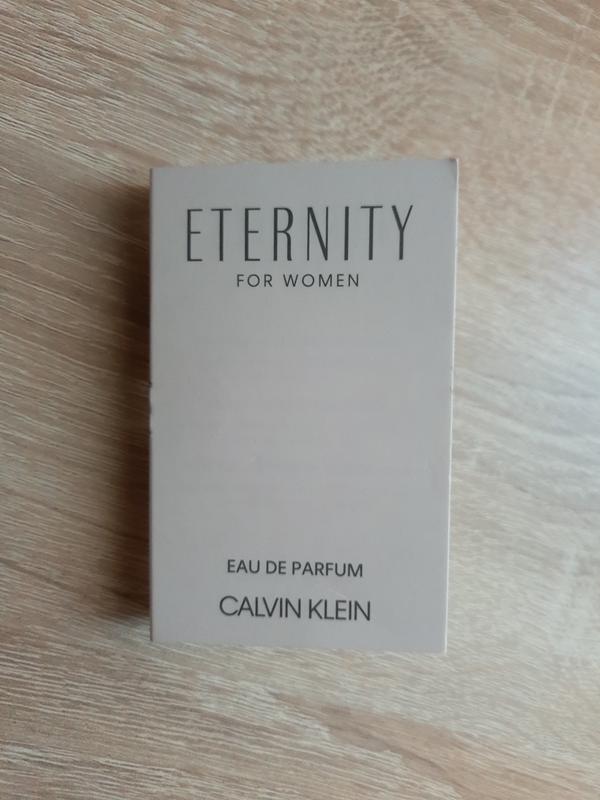 ETERNITY
FOR WOMEN
EAU DE PARFUM
CALVIN KLEIN